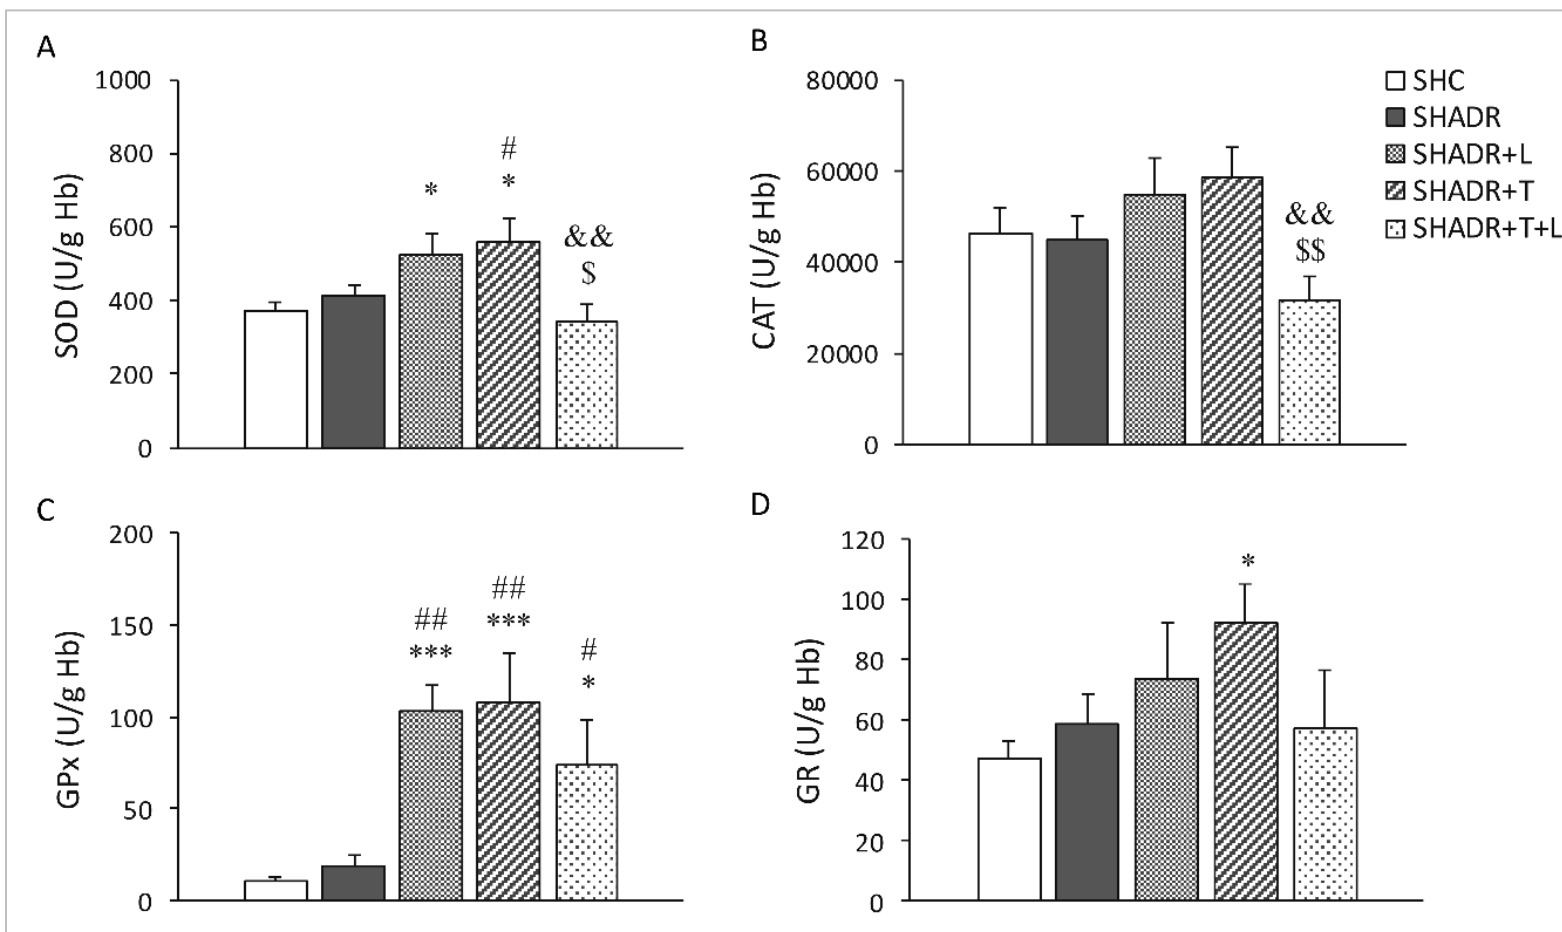 A
SOD (U/g Hb)
1000
800
600
400
200
0
*
#
*
&&
$
B
CAT (U/g Hb)
80000
60000
40000
20000
0
&&
$$
SHC
SHADR
SHADR+L
SHADR+T
SHADR+T+L
C
GPx (U/g Hb)
200
150
100
50
0
##
***
##
***
#
*
D
GR (U/g Hb)
120
100
80
60
40
20
0
*